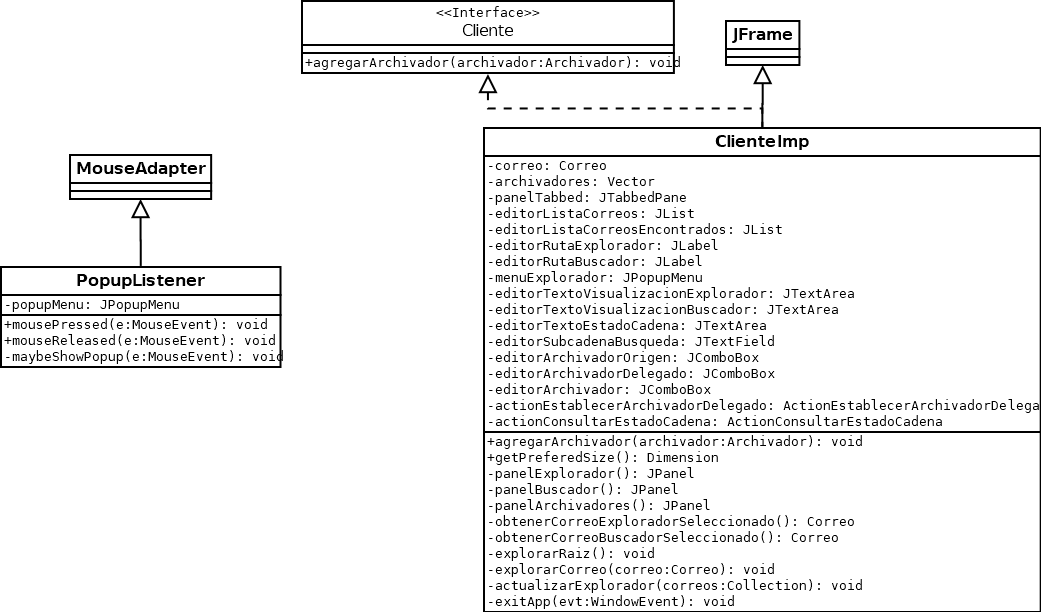 <<Interface>>
Cliente
+agregarArchivador(archivador:Archivador): void
JFrame
MouseAdapter
PopupListener
-popupMenu: JPopupMenu
+mousePressed(e:MouseEvent): void
+mouseReleased(e:MouseEvent): void
-maybeShowPopup(e:MouseEvent): void
ClienteImp
-correo: Correo
-archivadores: Vector
-panelTabbed: JTabbedPane
-editorListaCorreos: JList
-editorListaCorreosEncontrados: JList
-editorRutaExplorador: JLabel
-editorRutaBuscador: JLabel
-menuExplorador: JPopupMenu
-editorTextoVisualizacionExplorador: JTextArea
-editorTextoVisualizacionBuscador: JTextArea
-editorTextoEstadoCadena: JTextArea
-editorSubcadenaBusqueda: JTextField
-editorArchivadorOrigen: JComboBox
-editorArchivadorDelegado: JComboBox
-editorArchivador: JComboBox
-actionEstablecerArchivadorDelegado: ActionEstablecerArchivadorDelega
-actionConsultarEstadoCadena: ActionConsultarEstadoCadena
+agregarArchivador(archivador:Archivador): void
+getPreferedSize(): Dimension
-panelExplorador(): JPanel
-panelBuscador(): JPanel
-panelArchivadores(): JPanel
-obtenerCorreoExploradorSeleccionado(): Correo
-obtenerCorreoBuscadorSeleccionado(): Correo
-explorarRaiz(): void
-explorarCorreo(correo:Correo): void
-actualizarExplorador(correos:Collection): void
-exitApp(evt:WindowEvent): void